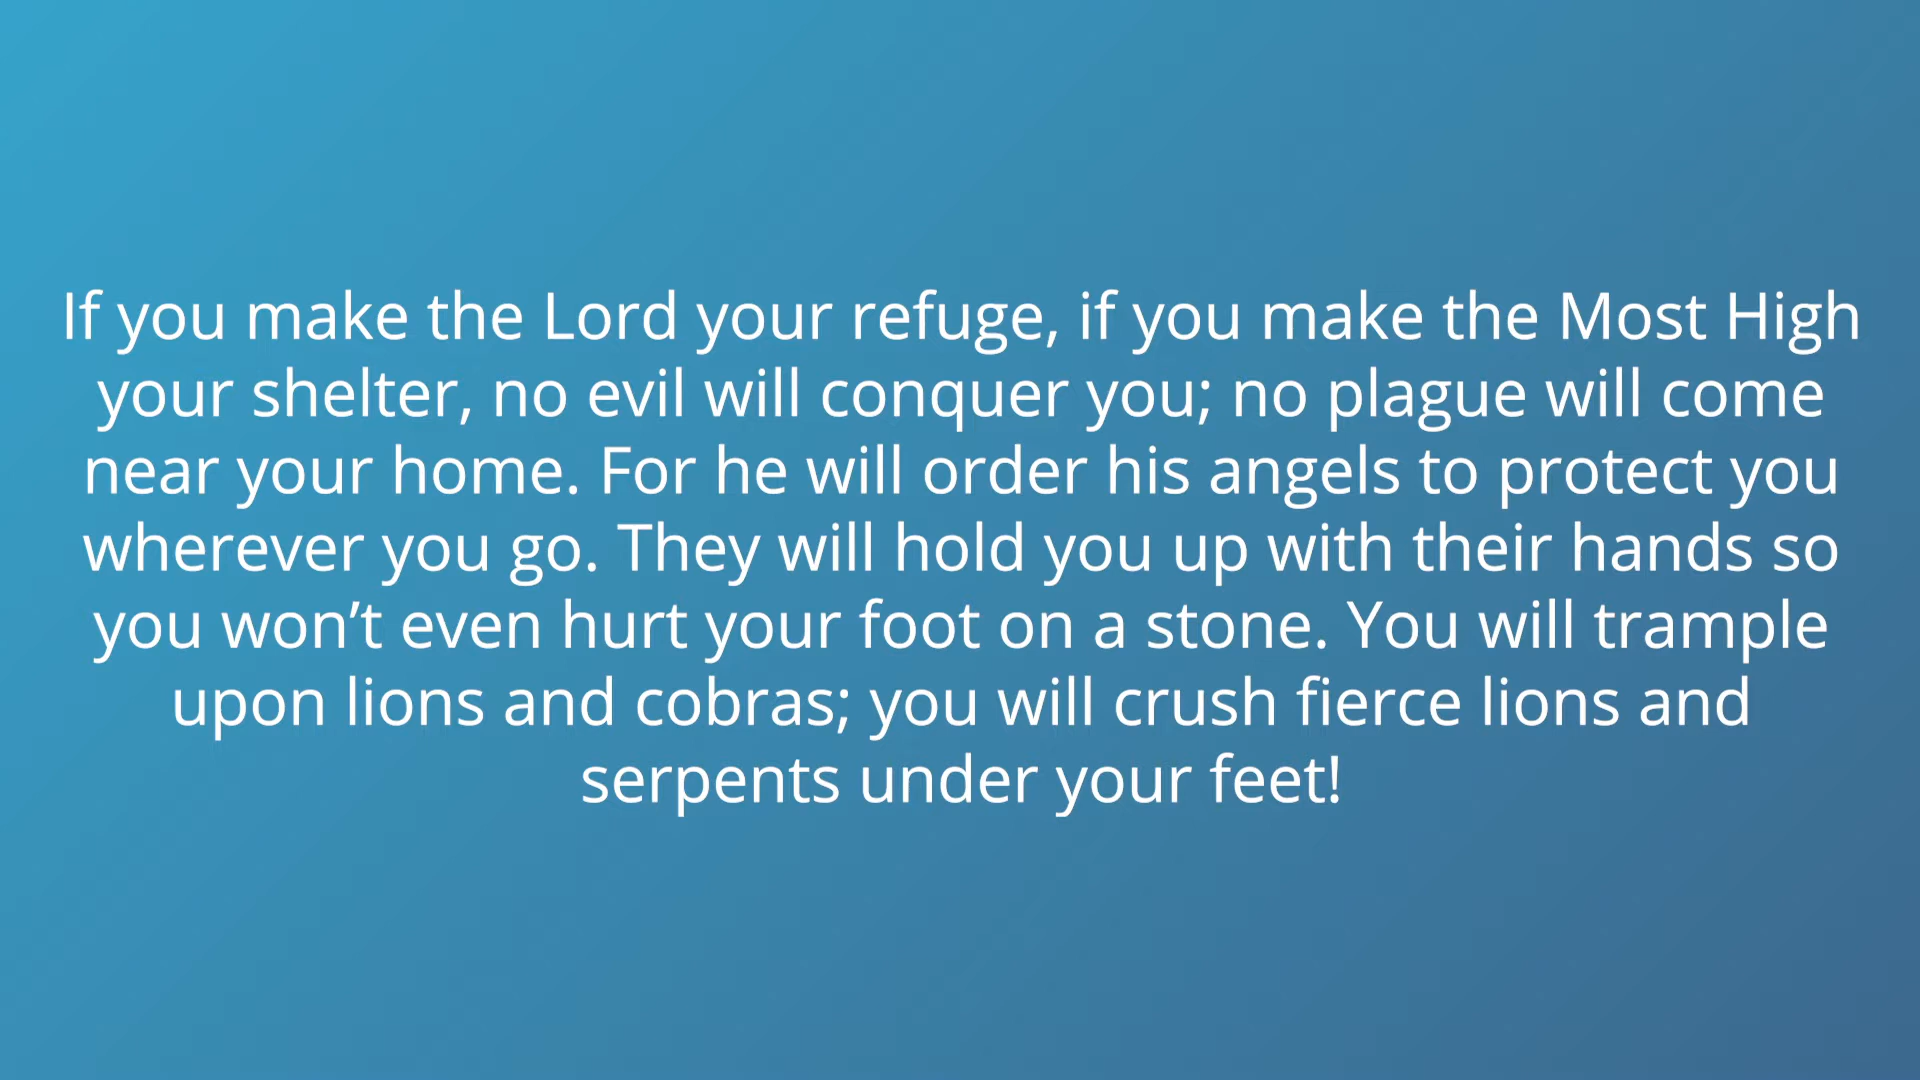 If you make the Lord your refuge, if you make the Most High
your shelter, no evil will conquer you; no plague will come
near your home. For he will order his angels to protect you
wherever you go. They will hold you up with their hands so
you won’t even hurt your foot on a stone. You will trample
upon lions and cobras; you will crush fierce lions and
serpents under your feet!